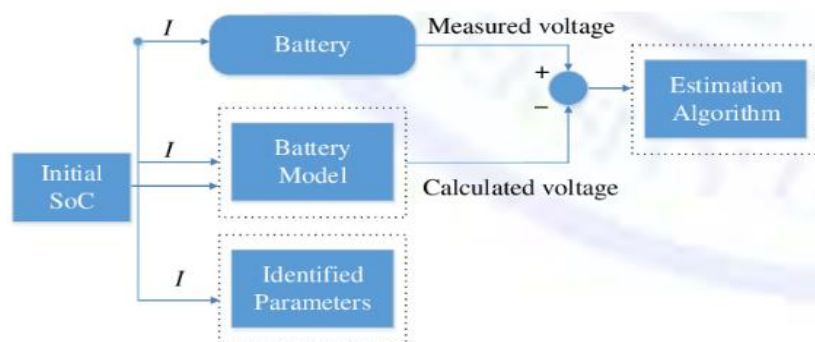 I
Battery
Measured voltage
+
−
Estimation
Algorithm
I
Battery
Model
Initial
SoC
Calculated voltage
I
Identified
Parameters